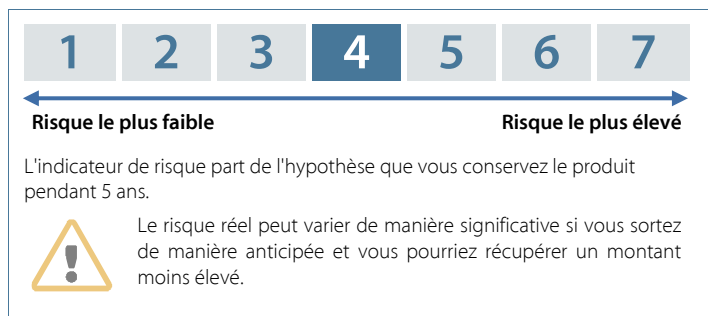 1 2 3 4 5 6 7
Risque le plus faible Risque le plus élevé
L'indicateur de risque part de l'hypothèse que vous conservez le produit
pendant 5 ans.
Le risque réel peut varier de manière significative si vous sortez
de manière anticipée et vous pourriez récupérer un montant
moins élevé.